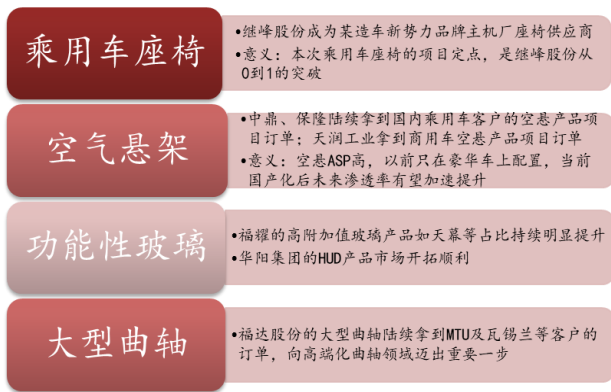 乘用车座椅
•继峰股份成为某造车新势力品牌主机厂座椅供应商
•意义：本次乘用车座椅的项目定点，是继峰股份从
0到1的突破
空气悬架
•中鼎、保隆陆续拿到国内乘用车客户的空悬产品项
目订单；天润工业拿到商用车空悬产品项目订单
•意义：空悬ASP高，以前只在豪华车上配置，当前
国产化后未来渗透率有望加速提升
功能性玻璃
•福耀的高附加值玻璃产品如天幕等占比持续明显提升
•华阳集团的HUD产品市场开拓顺利
大型曲轴
•福达股份的大型曲轴陆续拿到MTU及瓦锡兰等客户的
订单，向高端化曲轴领域迈出重要一步